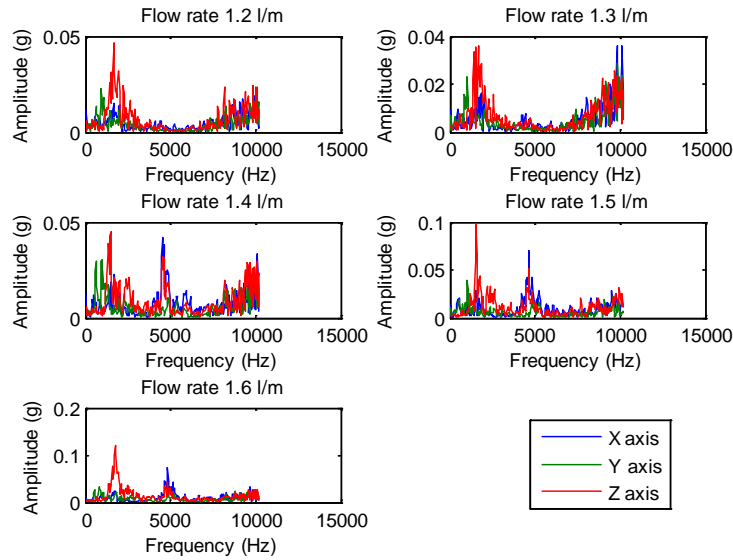 Flow rate 1.2 l/m
Flow rate 1.3 l/m
Amplitude (g)
0.05
0
0 5000 10000 15000
Frequency (Hz)
Amplitude (g)
0.04
0.02
0
0 5000 10000 15000
Frequency (Hz)
Flow rate 1.4 l/m
Flow rate 1.5 l/m
Amplitude (g)
0.05
0
0 5000 10000 15000
Frequency (Hz)
Amplitude (g)
0.1
0.05
0
0 5000 10000 15000
Frequency (Hz)
Flow rate 1.6 l/m
Amplitude (g)
0.2
0.1
0
0 5000 10000 15000
Frequency (Hz)
X axis
Y axis
Z axis